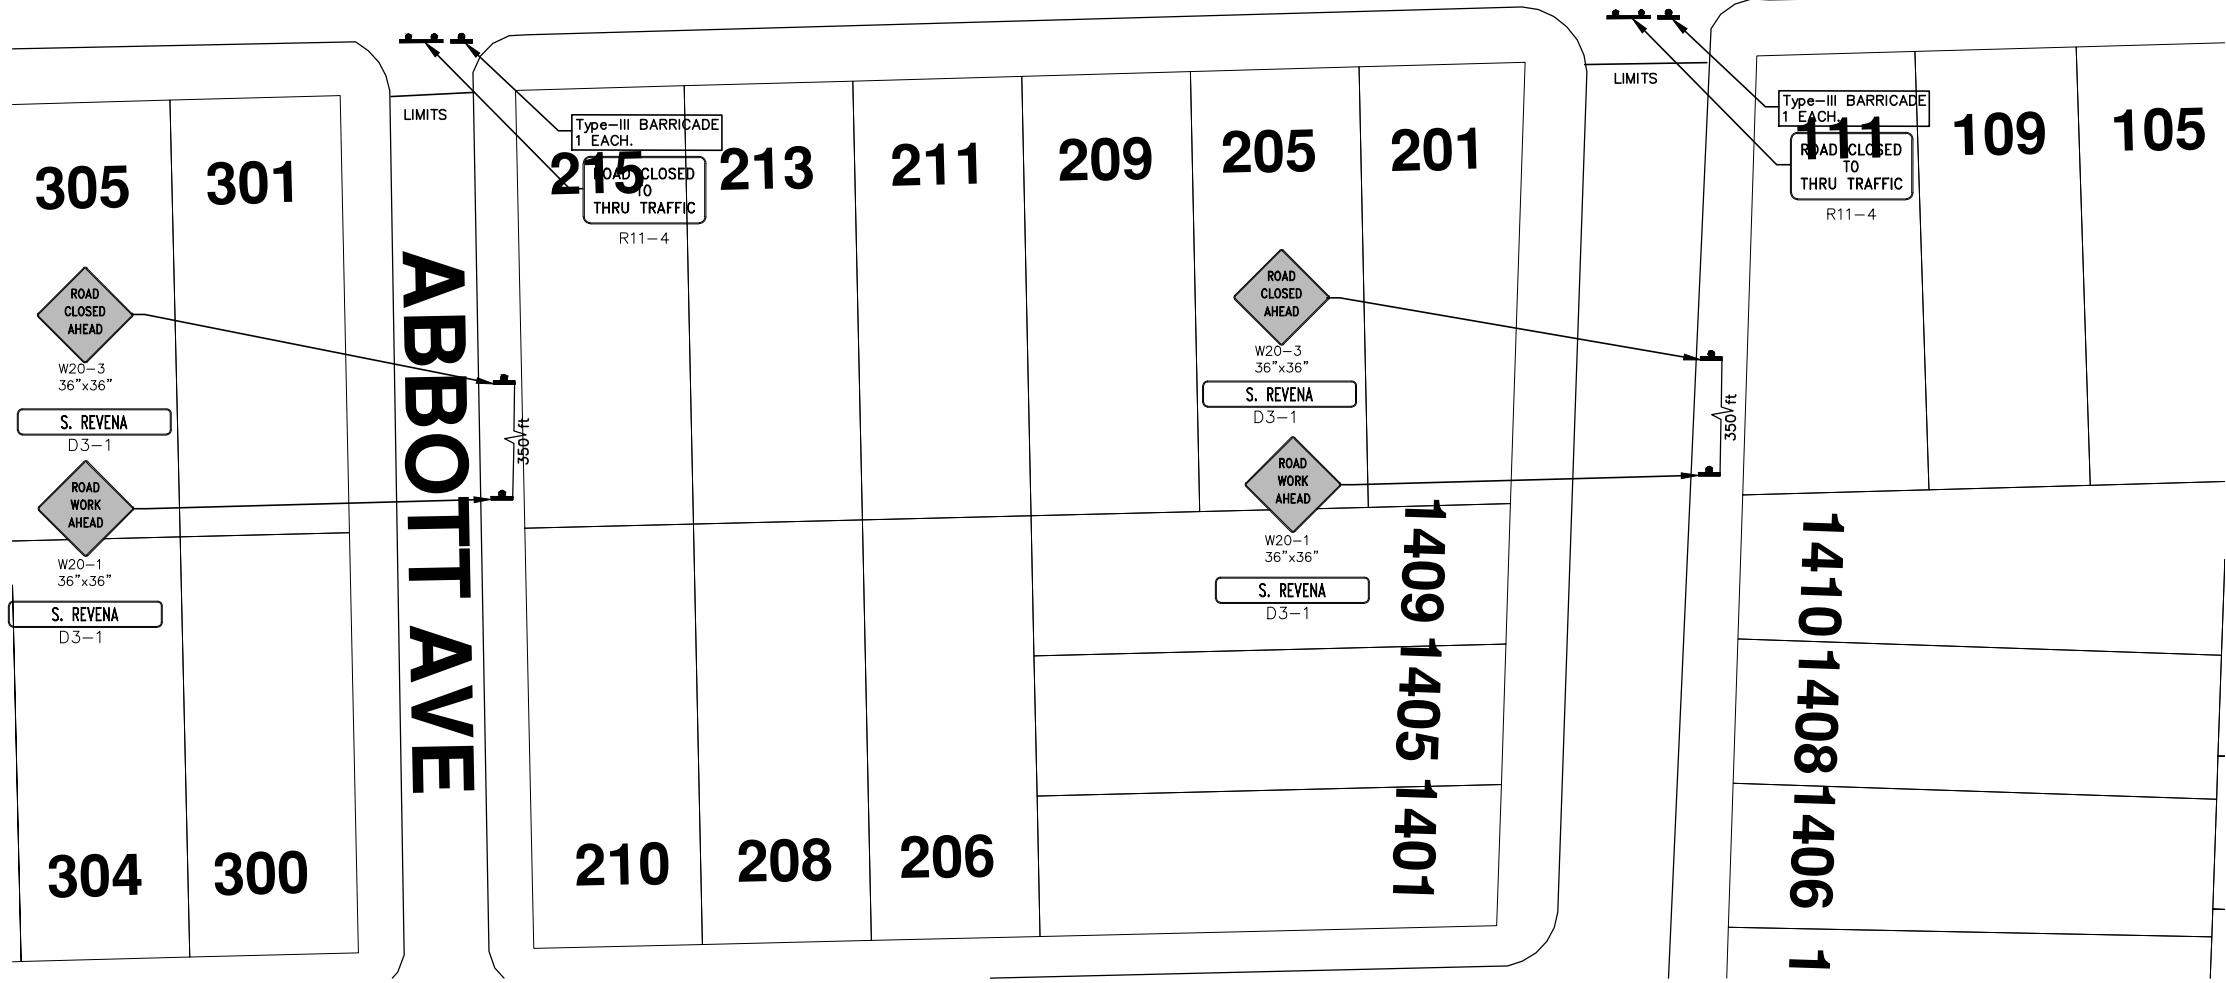 LIMITS
LIMITS
Type-III BARRICADE
1 EACH.
Type-III BARRICADE
1 EACH.
305
301
215
213
211
209
205
201
111
109
105
ROAD CLOSED
TO
THRU TRAFFIC
R11-4
ROAD CLOSED
TO
THRU TRAFFIC
R11-4
ROAD
CLOSED
AHEAD
W20-3
36"x36"
S. REVENA
D3-1
ROAD
WORK
AHEAD
W20-1
36"x36"
S. REVENA
D3-1
ABBOTT AVE
350 ft
ROAD
CLOSED
AHEAD
W20-3
36"x36"
S. REVENA
D3-1
ROAD
WORK
AHEAD
W20-1
36"x36"
S. REVENA
D3-1
350 ft
1409
1405
1401
1410
1408
1406
1
304
300
210
208
206